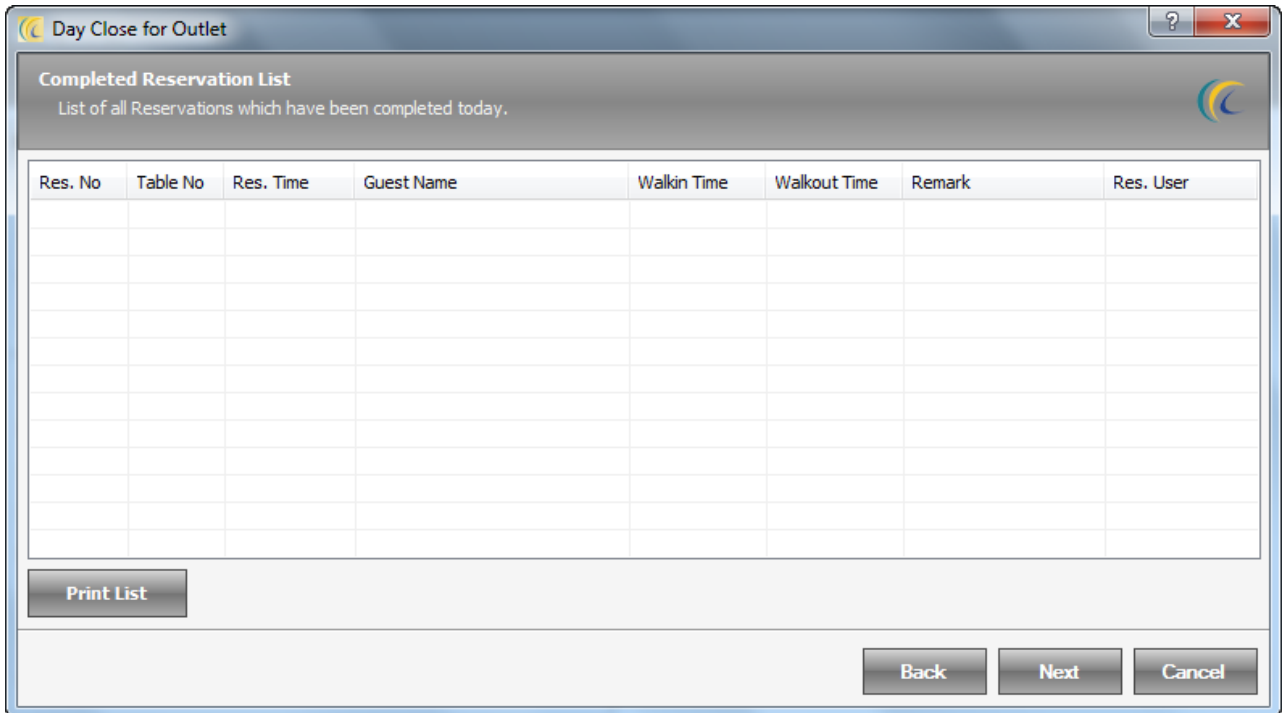 Day Close for Outlet
?
X
Completed Reservation List
List of all Reservations which have been completed today.
Res. No Table No Res. Time Guest Name Walkin Time Walkout Time Remark Res. User
Print List
Back Next Cancel